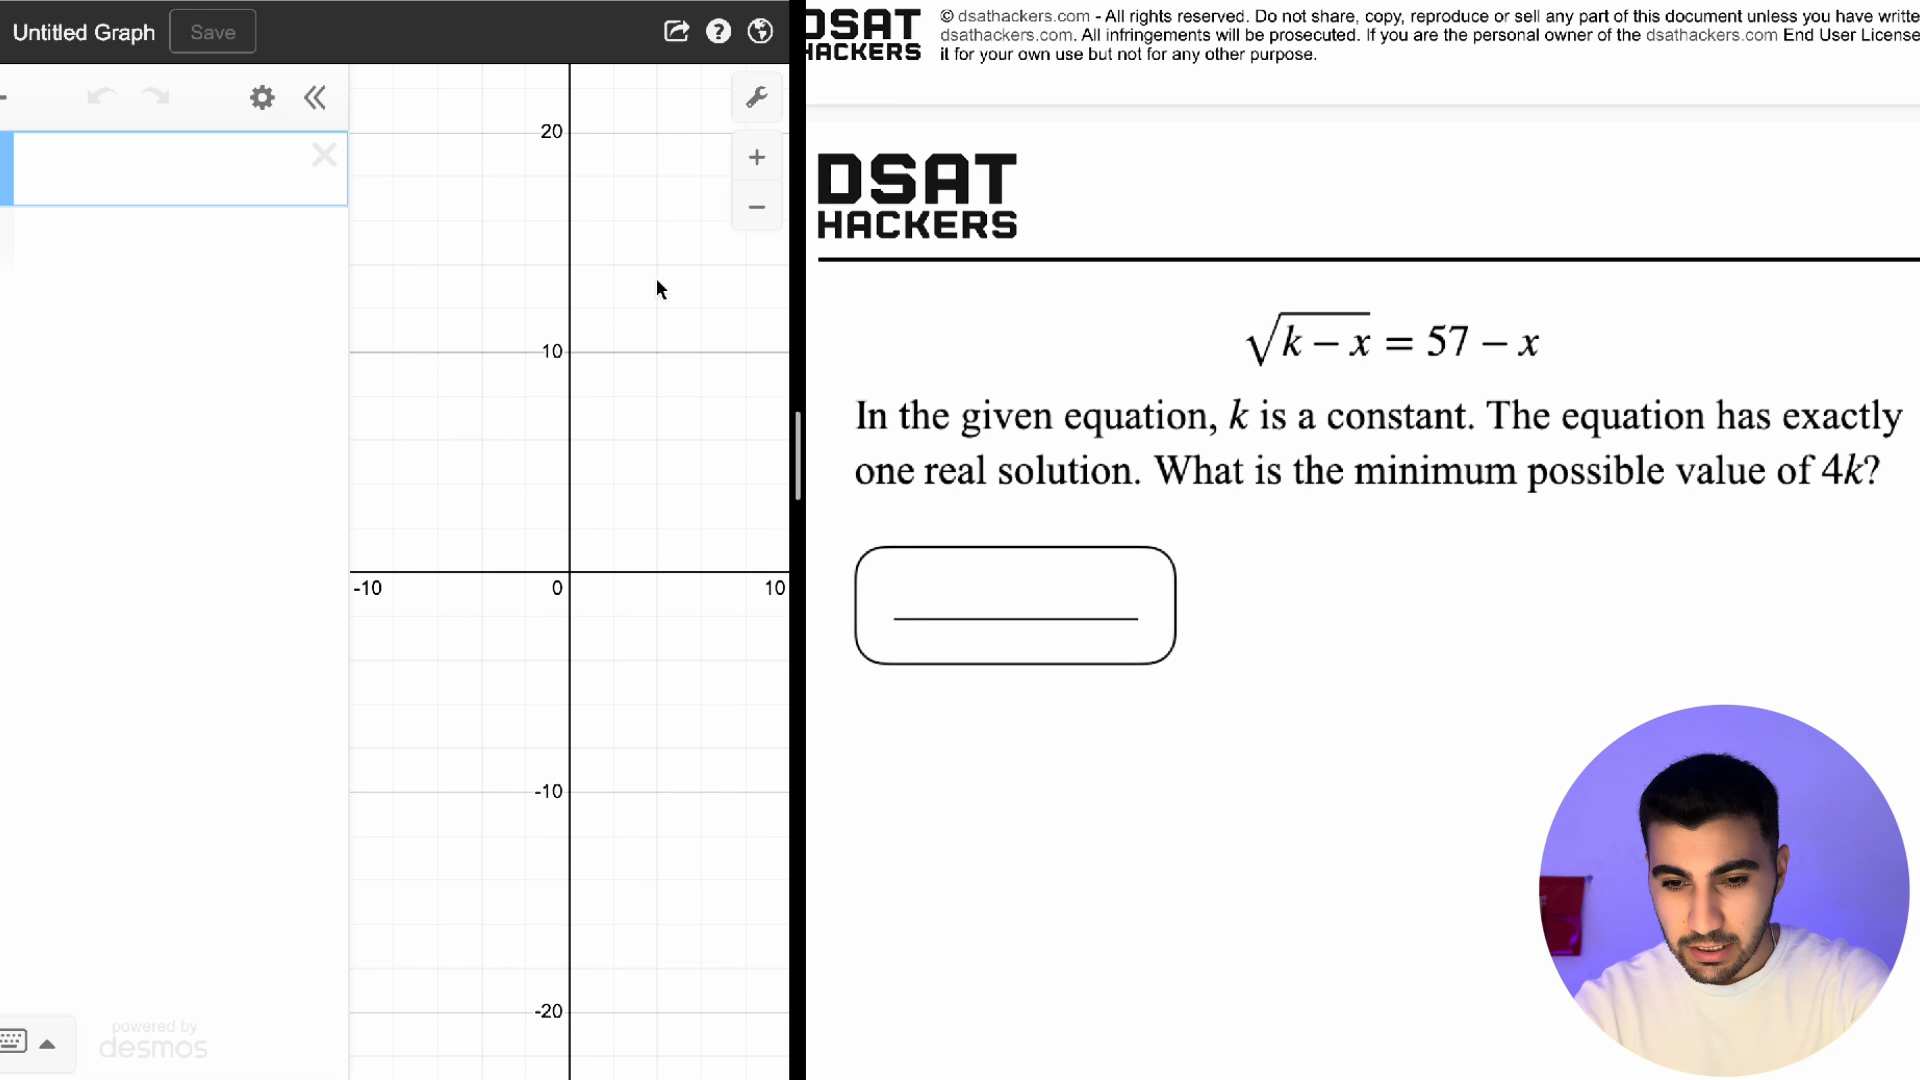 Untitled Graph
Save
20
10
-10
0
10
-10
-20
powered by
desmos
DSAT
HACKERS
© dsathackers.com - All rights reserved. Do not share, copy, reproduce or sell any part of this document unless you have writte
dsathackers.com. All infringements will be prosecuted. If you are the personal owner of the dsathackers.com End User License
it for your own use but not for any other purpose.
DSAT
HACKERS
√k − x = 57 − x
In the given equation, k is a constant. The equation has exactly
one real solution. What is the minimum possible value of 4k?